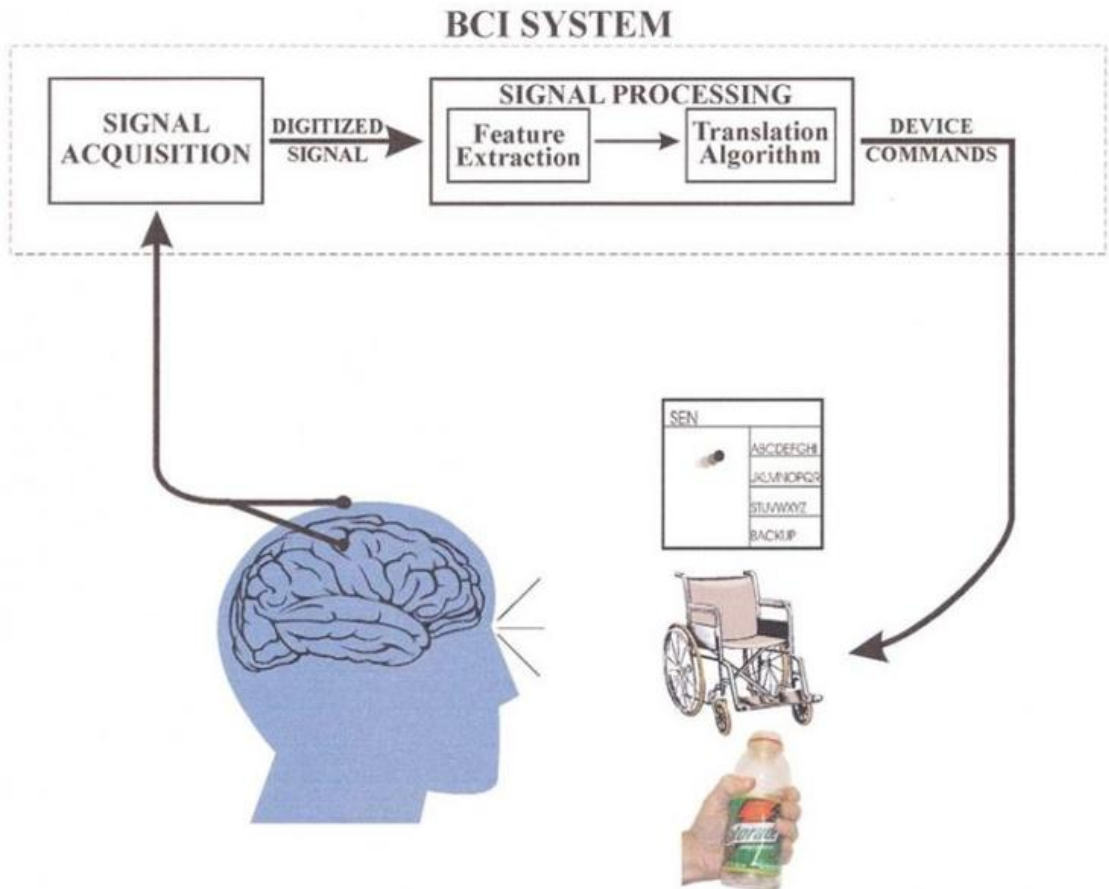 BCI SYSTEM
SIGNAL
ACQUISITION
DIGITIZED
SIGNAL
SIGNAL PROCESSING
Feature
Extraction
Translation
Algorithm
DEVICE
COMMANDS
SEN
ABCDEFGHI
JKLMNOPQR
STUVWXYZ
BACKUP